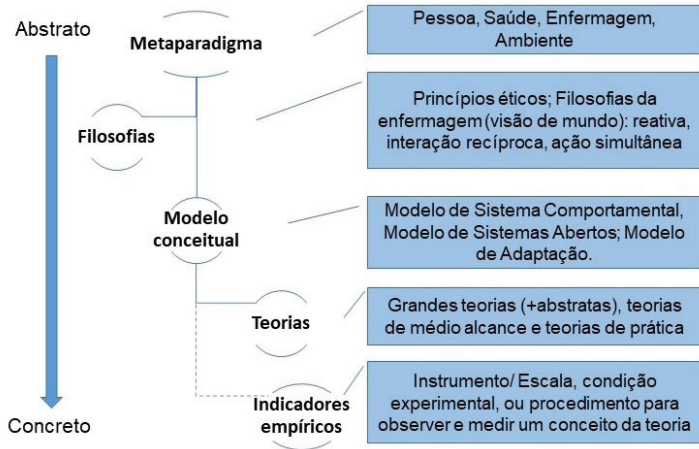 Abstrato
Metaparadigma
Pessoa, Saúde, Enfermagem,
Ambiente
Filosofias
Princípios éticos; Filosofias da
enfermagem (visão de mundo): reativa,
interação recíproca, ação simultânea
Modelo
conceitual
Modelo de Sistema Comportamental,
Modelo de Sistemas Abertos; Modelo
de Adaptação.
Teorias
Grandes teorias (+abstratas), teorias
de médio alcance e teorias de prática
Indicadores
empíricos
Instrumento/ Escala, condição
experimental, ou procedimento para
observer e medir um conceito da teoria
Concreto